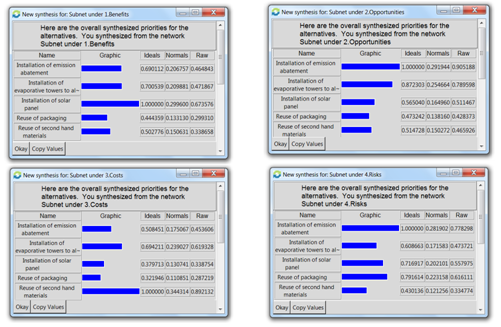 New synthesis for: Subnet under 1.Benefits
Here are the overall synthesized priorities for the
alternatives. You synthesized from the network
Subnet under 1.Benefits
Name Graphic Ideals Normals Raw
Installation of emission
abatement 0.690112 0.206757 0.464843
Installation of
evaporative towers to al~ 0.700539 0.209881 0.471867
Installation of solar
panel 1.000000 0.299600 0.673576
Reuse of packaging 0.444359 0.133130 0.299310
Reuse of second hand
materials 0.502776 0.150631 0.338658
Okay Copy Values
New synthesis for: Subnet under 2.Opportunities
Here are the overall synthesized priorities for the
alternatives. You synthesized from the network
Subnet under 2.Opportunities
Name Graphic Ideals Normals Raw
Installation of emission
abatement 1.000000 0.291944 0.905188
Installation of
evaporative towers to al~ 0.872303 0.254664 0.789598
Installation of solar
panel 0.565040 0.164960 0.511467
Reuse of packaging 0.473242 0.138160 0.428373
Reuse of second hand
materials 0.514728 0.150272 0.465926
Okay Copy Values
New synthesis for: Subnet under 3.Costs
Here are the overall synthesized priorities for the
alternatives. You synthesized from the network
Subnet under 3.Costs
Name Graphic Ideals Normals Raw
Installation of emission
abatement 0.508451 0.175067 0.453606
Installation of
evaporative towers to al~ 0.694211 0.239027 0.619328
Installation of solar
panel 0.379713 0.130741 0.338754
Reuse of packaging 0.321946 0.110851 0.287219
Reuse of second hand
materials 1.000000 0.344314 0.892132
Okay Copy Values
New synthesis for: Subnet under 4.Risks
Here are the overall synthesized priorities for the
alternatives. You synthesized from the network
Subnet under 4.Risks
Name Graphic Ideals Normals Raw
Installation of emission
abatement 1.000000 0.281902 0.778298
Installation of
evaporative towers to al~ 0.608663 0.171583 0.473721
Installation of solar
panel 0.716917 0.202101 0.557975
Reuse of packaging 0.791614 0.223158 0.616111
Reuse of second hand
materials 0.430136 0.121256 0.334774
Okay Copy Values